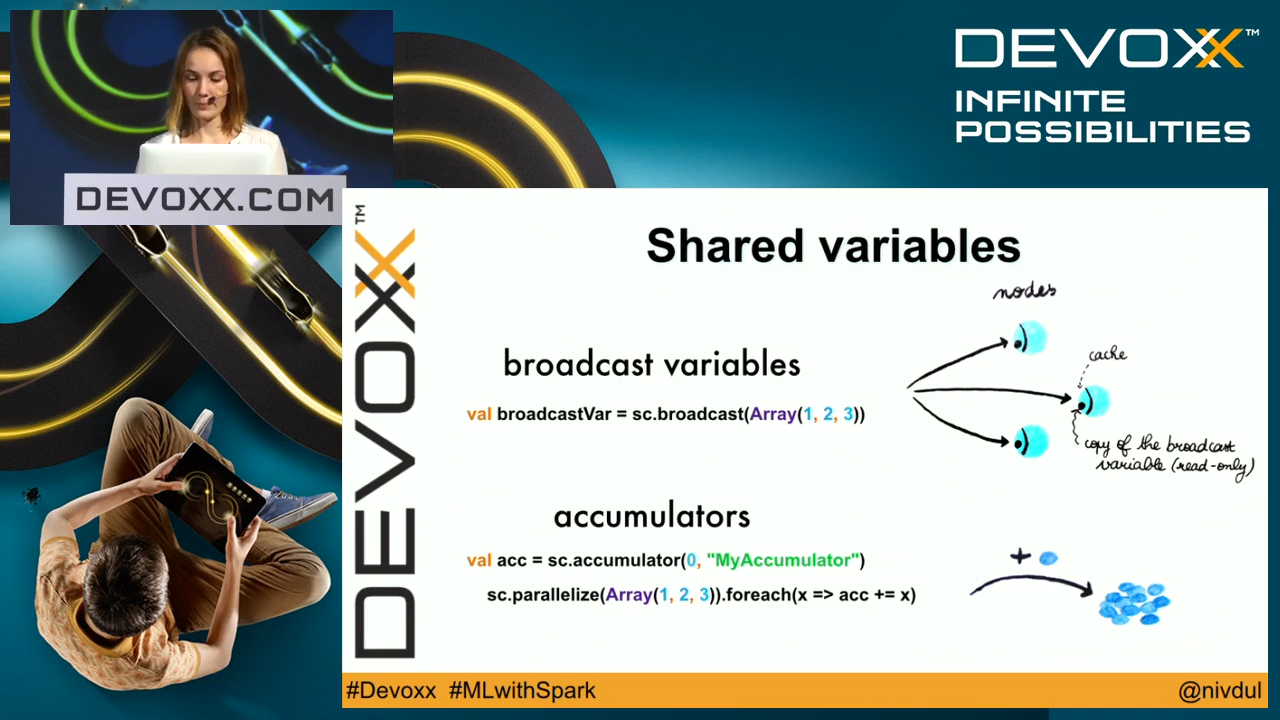 DEVOXX™
INFINITE
POSSIBILITIES
DEVOXX.COM
DEVOXX™
Shared variables
nodes
broadcast variables
cache
val broadcastVar = sc.broadcast(Array(1, 2, 3))
copy of the broadcast
variable (read-only)
accumulators
val acc = sc.accumulator(0, "MyAccumulator")
+
sc.parallelize(Array(1, 2, 3)).foreach(x => acc += x)
#Devoxx #MLwithSpark
@nivdul